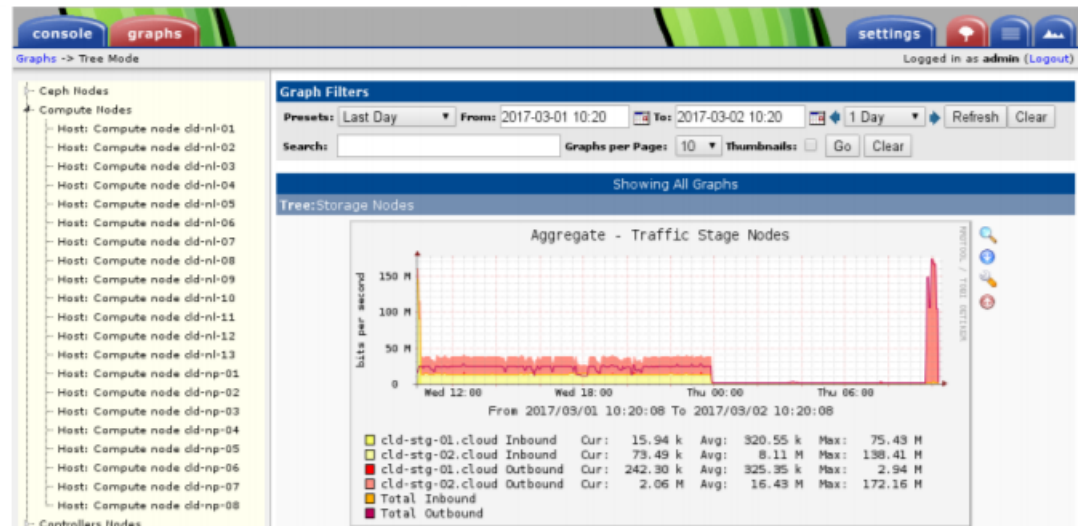 console graphs settings
Graphs -> Tree Mode
Logged in as admin (Logout)
Ceph Nodes
Compute Nodes
Host: Compute node cld-nl-01
Host: Compute node cld-nl-02
Host: Compute node cld-nl-03
Host: Compute node cld-nl-04
Host: Compute node cld-nl-05
Host: Compute node cld-nl-06
Host: Compute node cld-nl-07
Host: Compute node cld-nl-08
Host: Compute node cld-nl-09
Host: Compute node cld-nl-10
Host: Compute node cld-nl-11
Host: Compute node cld-nl-12
Host: Compute node cld-nl-13
Host: Compute node cld-np-01
Host: Compute node cld-np-02
Host: Compute node cld-np-03
Host: Compute node cld-np-04
Host: Compute node cld-np-05
Host: Compute node cld-np-06
Host: Compute node cld-np-07
Host: Compute node cld-np-08
Controllers Nodes
Graph Filters
Presets: Last Day From: 2017-03-01 10:20 To: 2017-03-02 10:20 1 Day Refresh Clear
Search: Graphs per Page: 10 Thumbnails: Go Clear
Showing All Graphs
Tree:Storage Nodes
Aggregate - Traffic Stage Nodes
RRDTOOL / TOBI OETIKER
bits per second
150 M
100 M
50 M
0
Wed 12:00 Wed 18:00 Thu 00:00 Thu 06:00
From 2017/03/01 10:20:08 To 2017/03/02 10:20:08
cld-stg-01.cloud Inbound Cur: 15.94 k Avg: 320.55 k Max: 75.43 M
cld-stg-02.cloud Inbound Cur: 73.49 k Avg: 8.11 M Max: 138.41 M
cld-stg-01.cloud Outbound Cur: 242.30 k Avg: 325.35 k Max: 2.94 M
cld-stg-02.cloud Outbound Cur: 2.06 M Avg: 16.43 M Max: 172.16 M
Total Inbound
Total Outbound